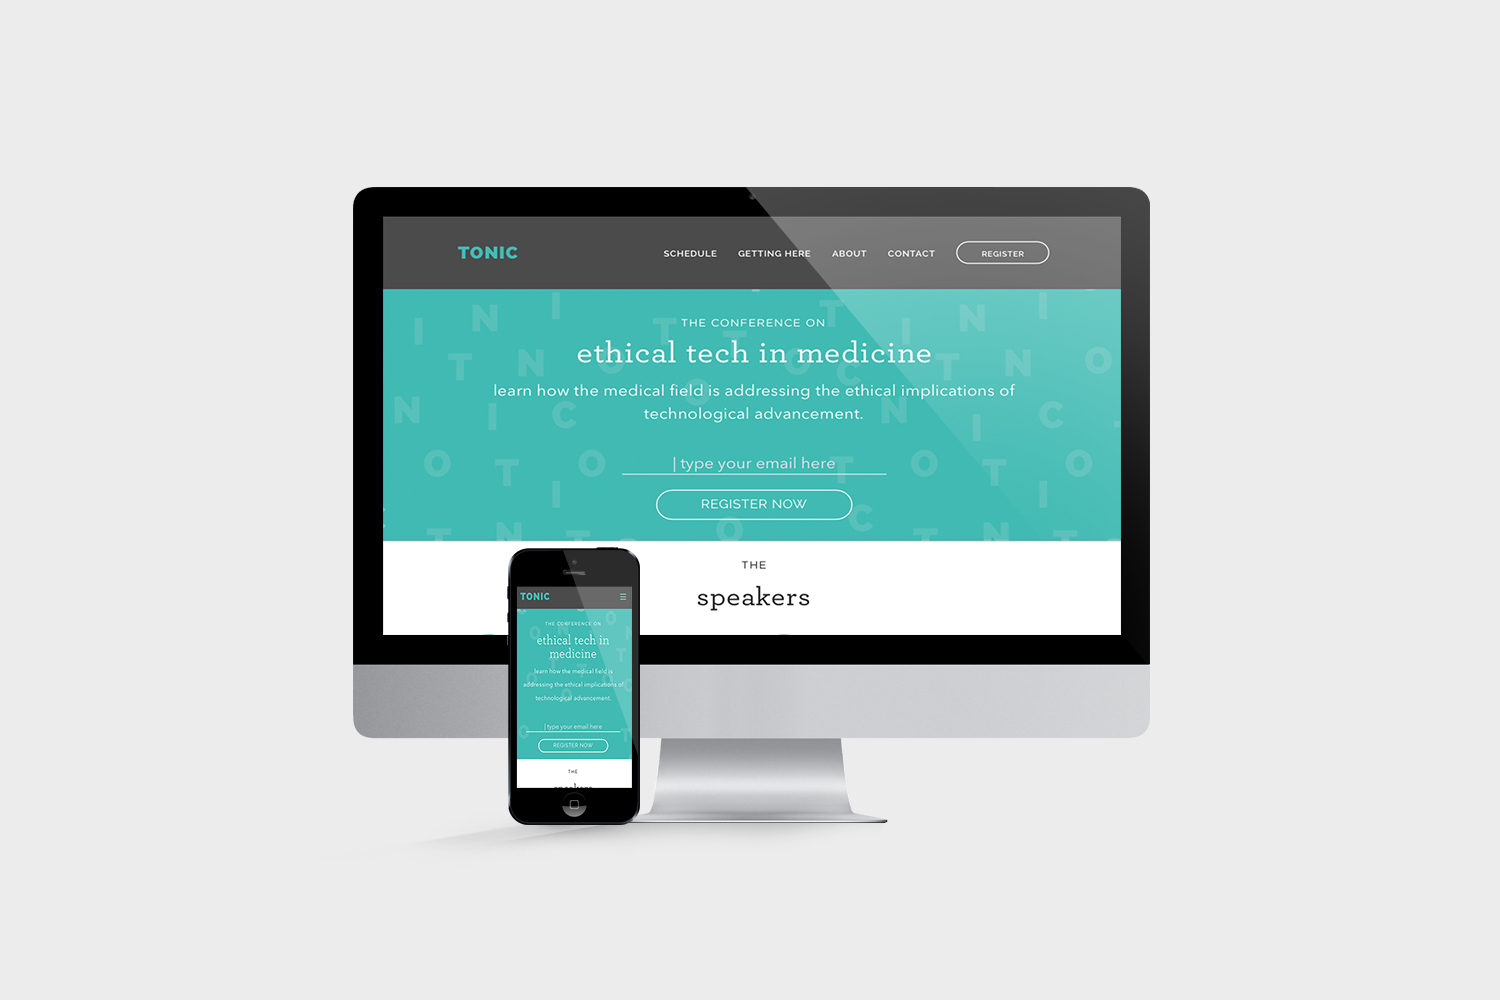 TONIC
SCHEDULE GETTING HERE ABOUT CONTACT REGISTER
THE CONFERENCE ON
ethical tech in medicine
learn how the medical field is addressing the ethical implications of
technological advancement.
| type your email here
REGISTER NOW
THE
speakers
TONIC
THE CONFERENCE ON
ethical tech in
medicine
learn how the medical field is
addressing the ethical implications of
technological advancement.
| type your email here
REGISTER NOW
THE
speakers